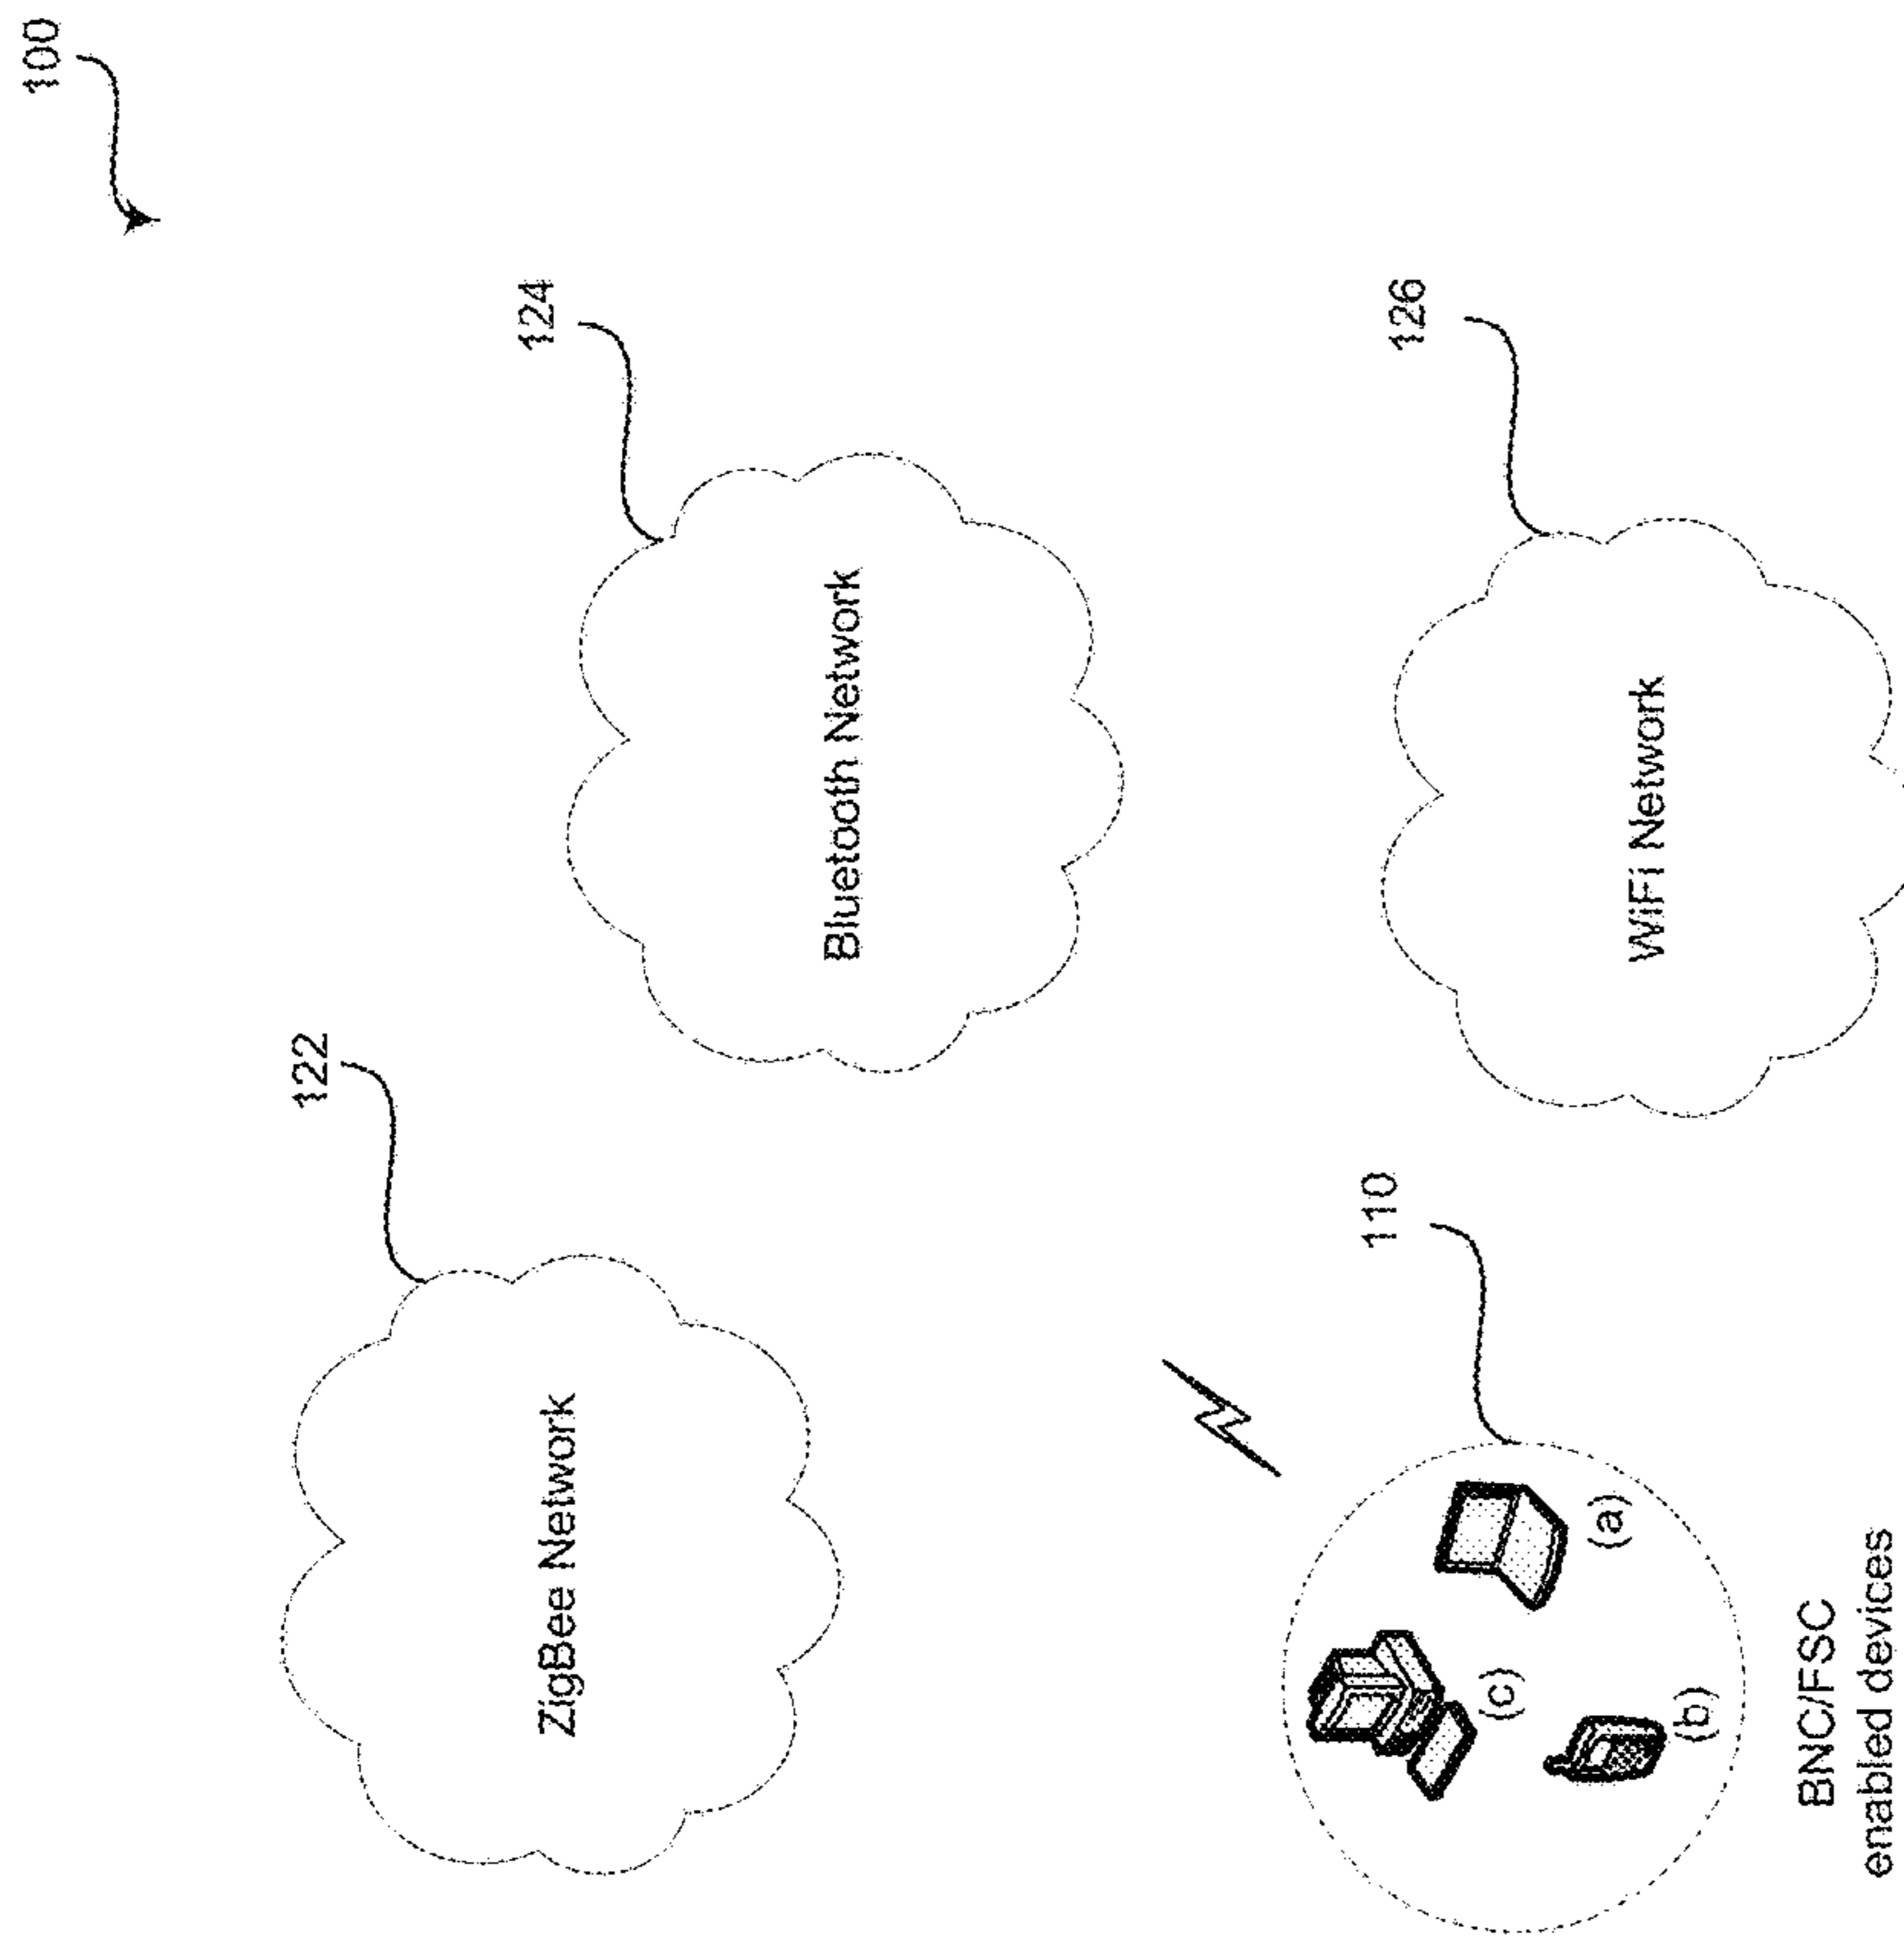 100
122
ZigBee Network
124
Bluetooth Network
110
(c)
(a)
(b)
BNC/FSC
enabled devices
126
WiFi Network